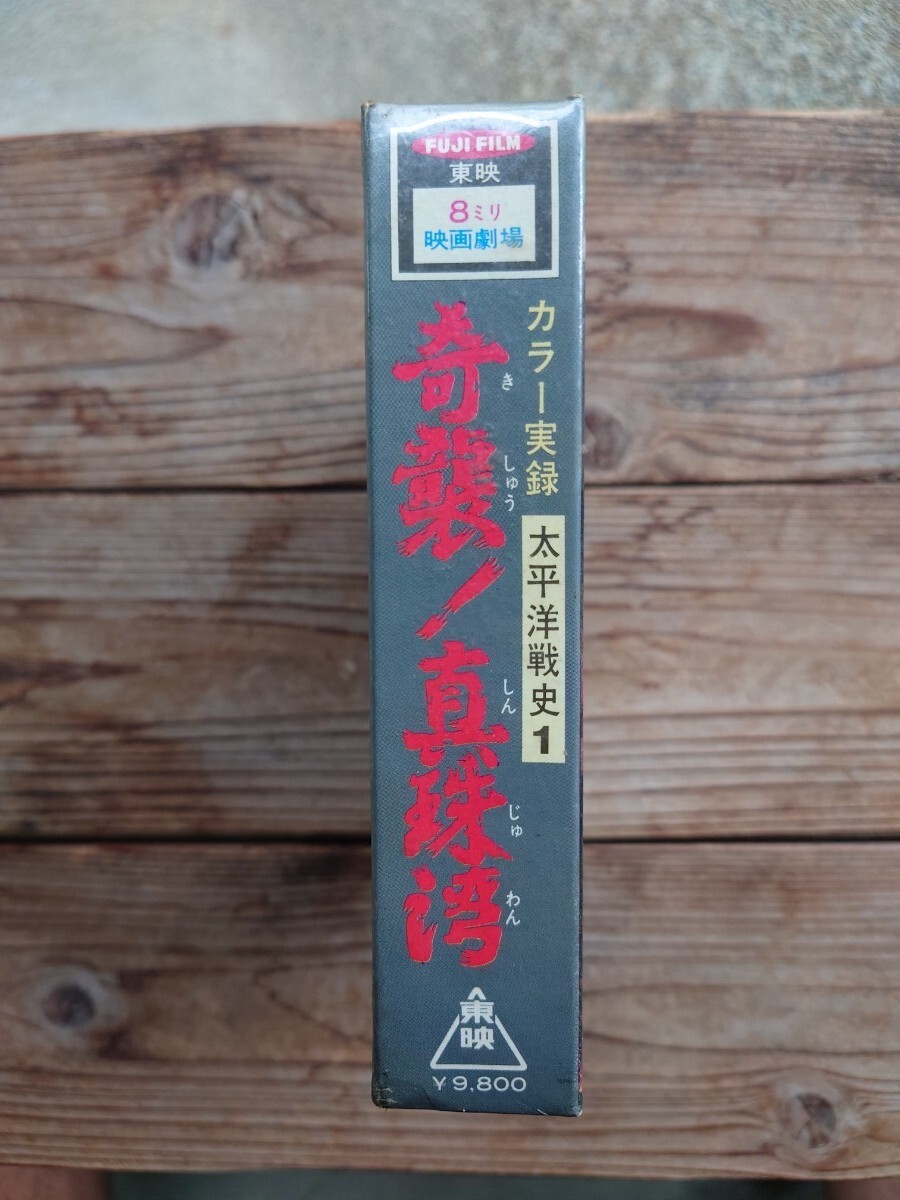 FUJI FILM
東映
8ミリ
映画劇場
カラー実録
太平洋戦史1
奇襲!真珠湾
き
しゅう
しん
じゅ
わん
東映
¥9,800